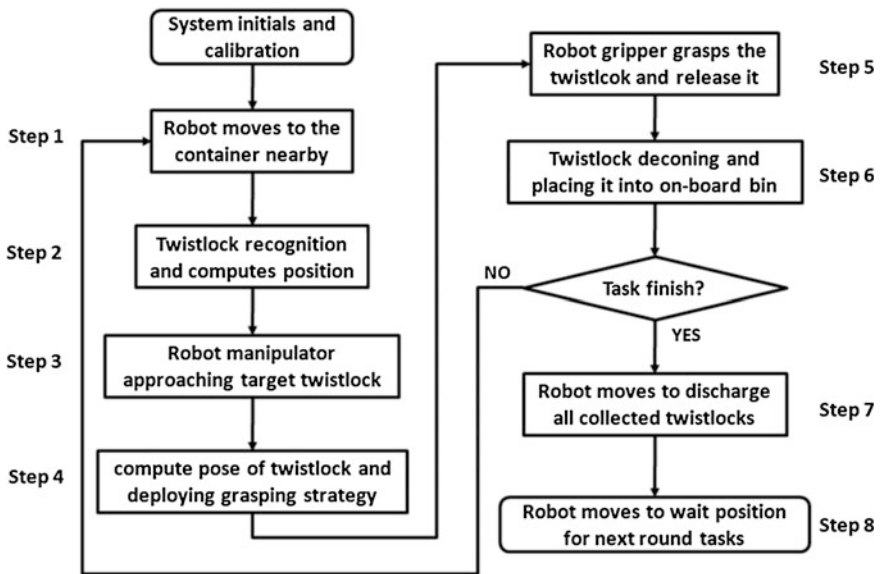 System initials and
calibration
Step 1
Robot moves to the
container nearby
Step 2
Twistlock recognition
and computes position
Step 3
Robot manipulator
approaching target twistlock
Step 4
compute pose of twistlock and
deploying grasping strategy
Robot gripper grasps the
twistlcok and release it
Step 5
Twistlock deconing and
placing it into on-board bin
Step 6
NO
Task finish?
YES
Robot moves to discharge
all collected twistlocks
Step 7
Robot moves to wait position
for next round tasks
Step 8